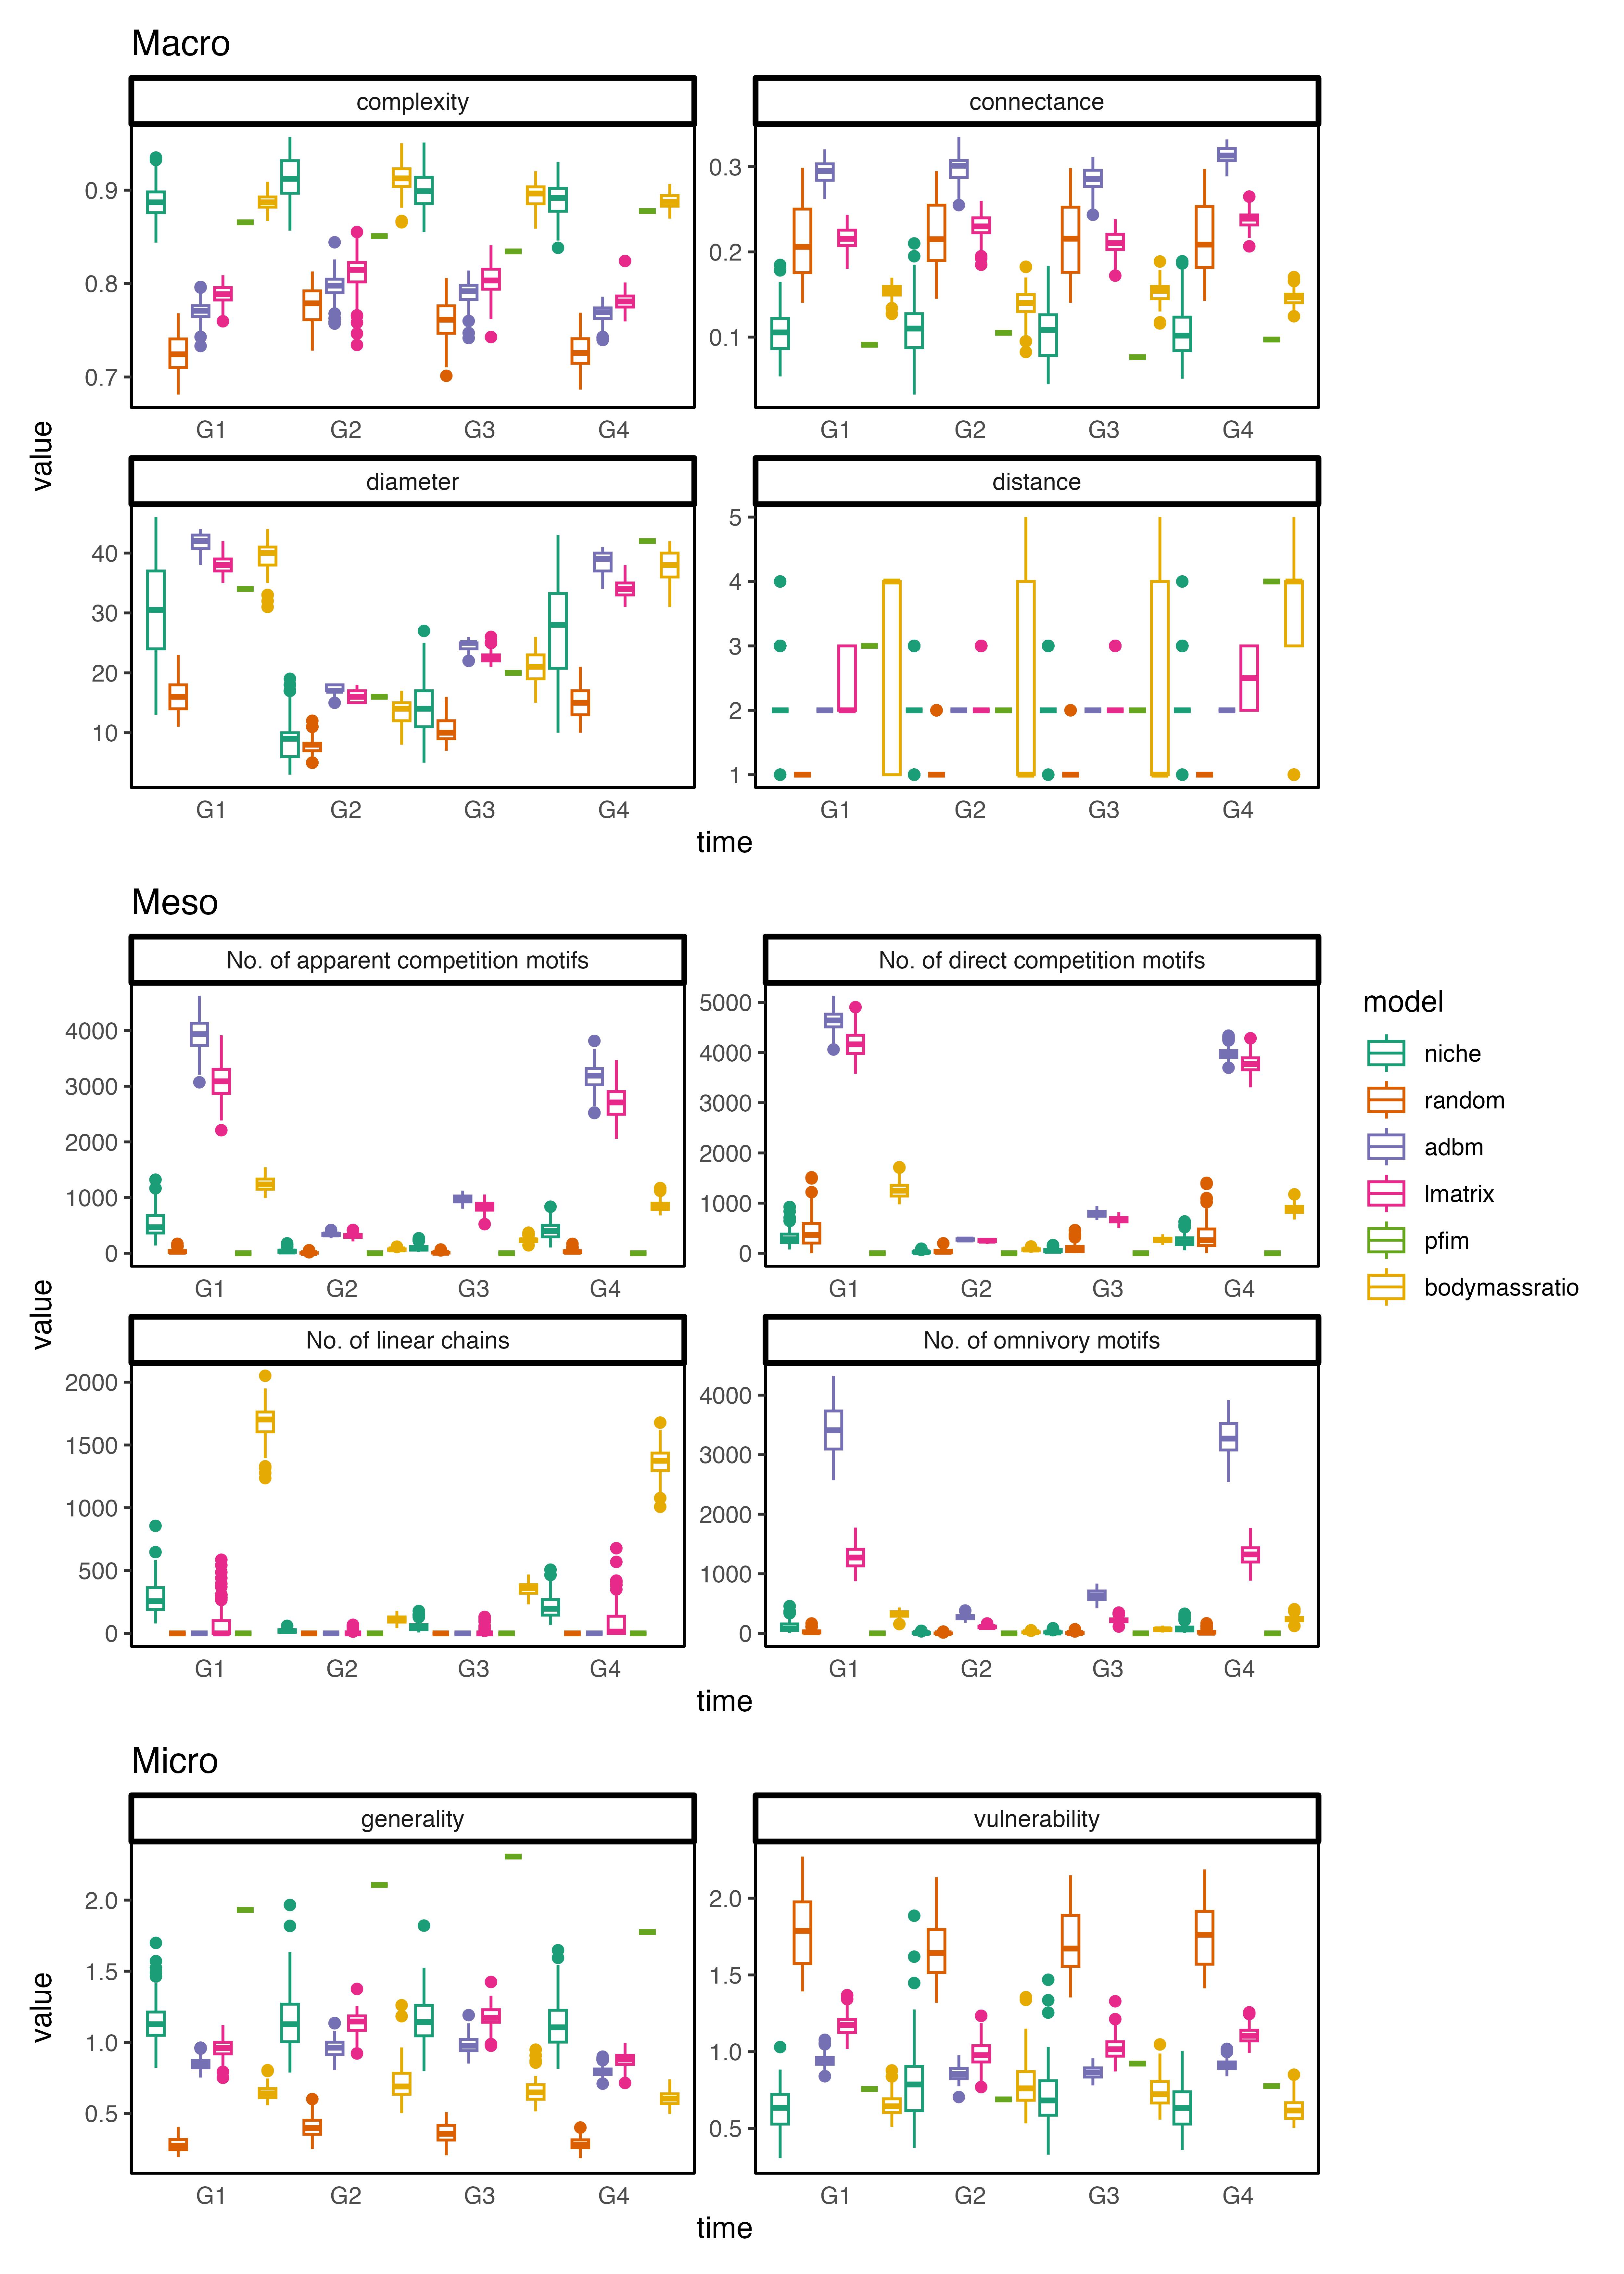 Macro
complexity
connectance
0.9
0.8
0.7
0.3
0.2
0.1
G1 G2 G3 G4
G1 G2 G3 G4
value
diameter
distance
40
30
20
10
5
4
3
2
1
G1 G2 G3 G4
G1 G2 G3 G4
time
Meso
No. of apparent competition motifs
No. of direct competition motifs
4000
3000
2000
1000
0
5000
4000
3000
2000
1000
0
G1 G2 G3 G4
G1 G2 G3 G4
value
No. of linear chains
No. of omnivory motifs
2000
1500
1000
500
0
4000
3000
2000
1000
0
G1 G2 G3 G4
G1 G2 G3 G4
time
model
niche
random
adbm
lmatrix
pfim
bodymassratio
Micro
generality
vulnerability
2.0
1.5
1.0
0.5
2.0
1.5
1.0
0.5
value
G1 G2 G3 G4
G1 G2 G3 G4
time